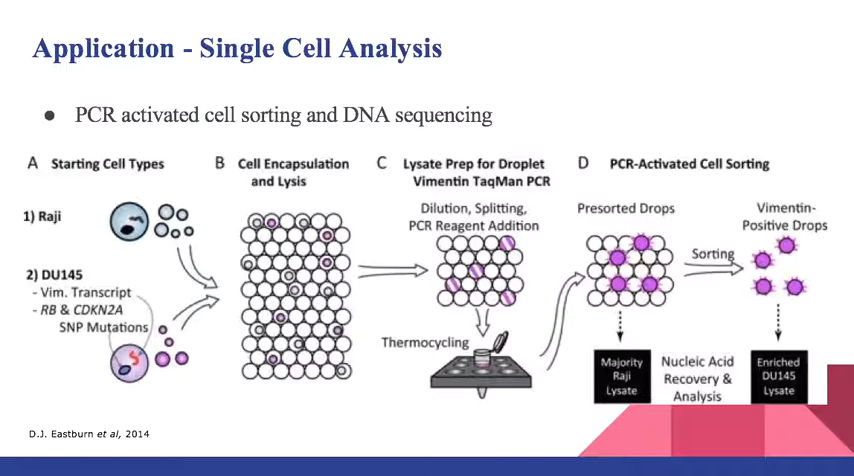 Application - Single Cell Analysis
● PCR activated cell sorting and DNA sequencing
A Starting Cell Types
B Cell Encapsulation
and Lysis
C Lysate Prep for Droplet
Vimentin TaqMan PCR
D PCR-Activated Cell Sorting
1) Raji
2) DU145
- Vim. Transcript
- RB & CDKN2A
SNP Mutations
Dilution, Splitting,
PCR Reagent Addition
Thermocycling
Presorted Drops
Sorting
Vimentin-
Positive Drops
Majority
Raji
Lysate
Nucleic Acid
Recovery &
Analysis
Enriched
DU145
Lysate
D.J. Eastburn et al, 2014